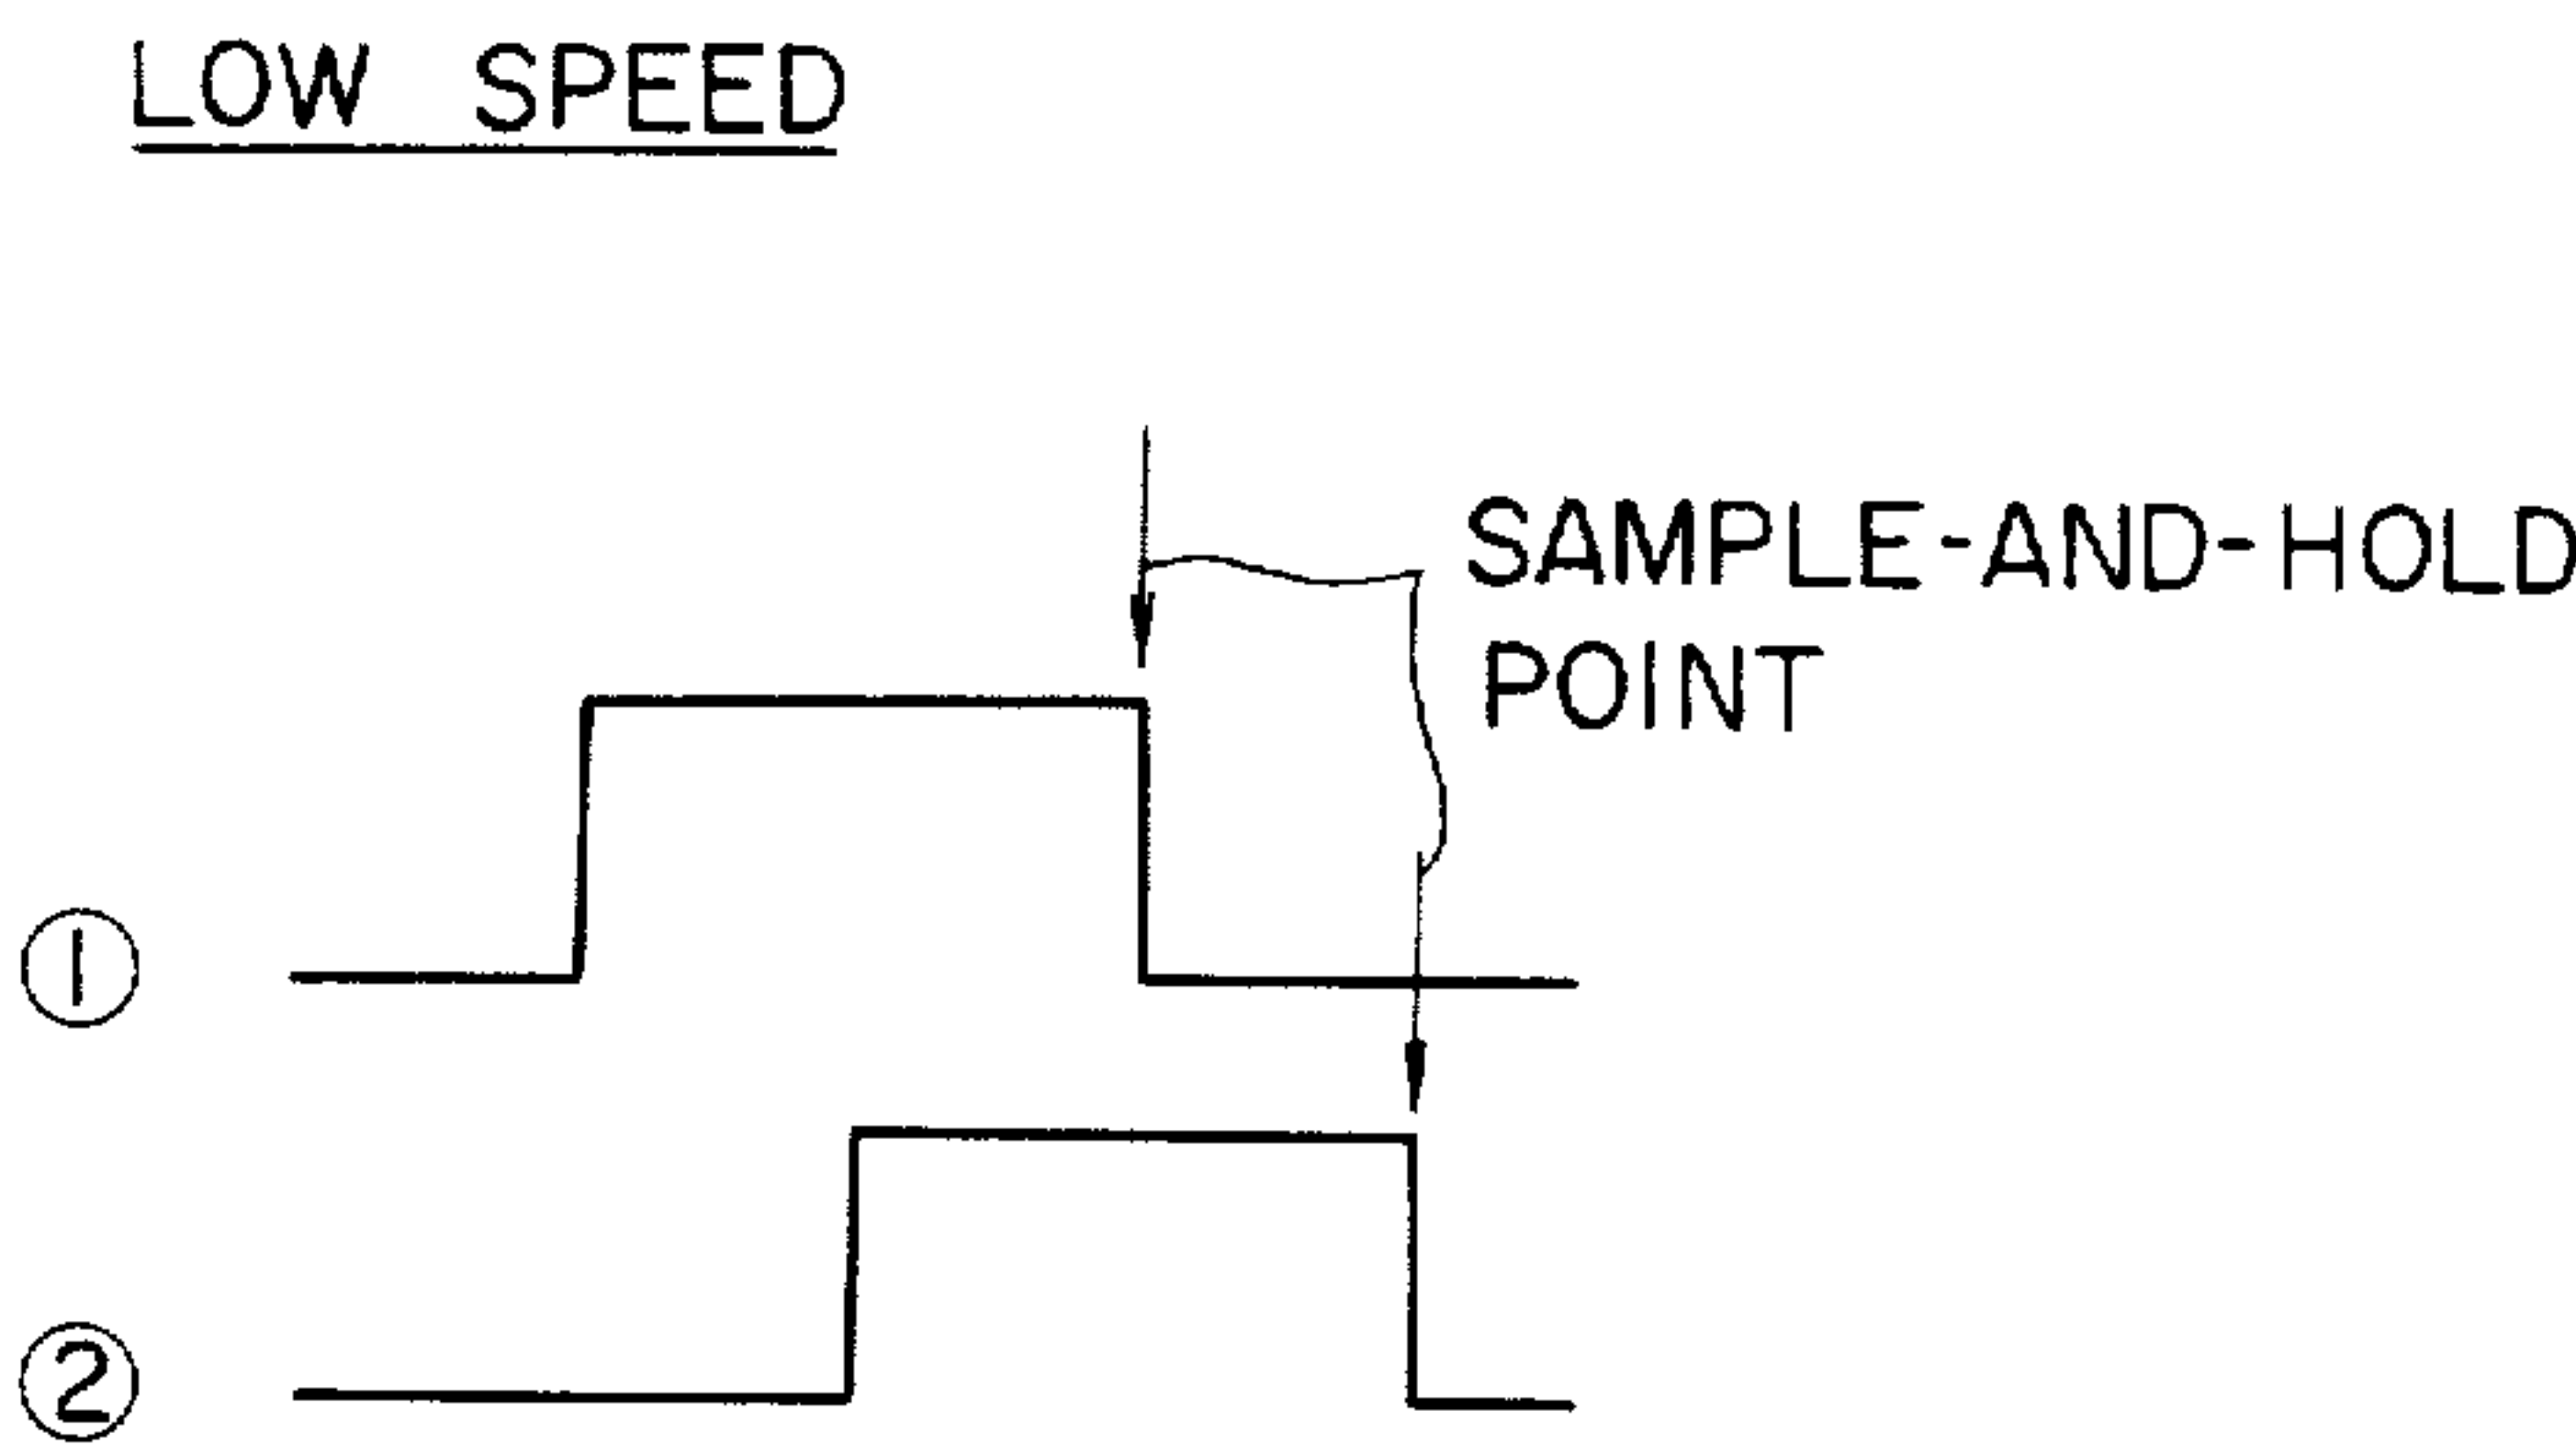 LOW SPEED
SAMPLE-AND-HOLD
POINT
①
②